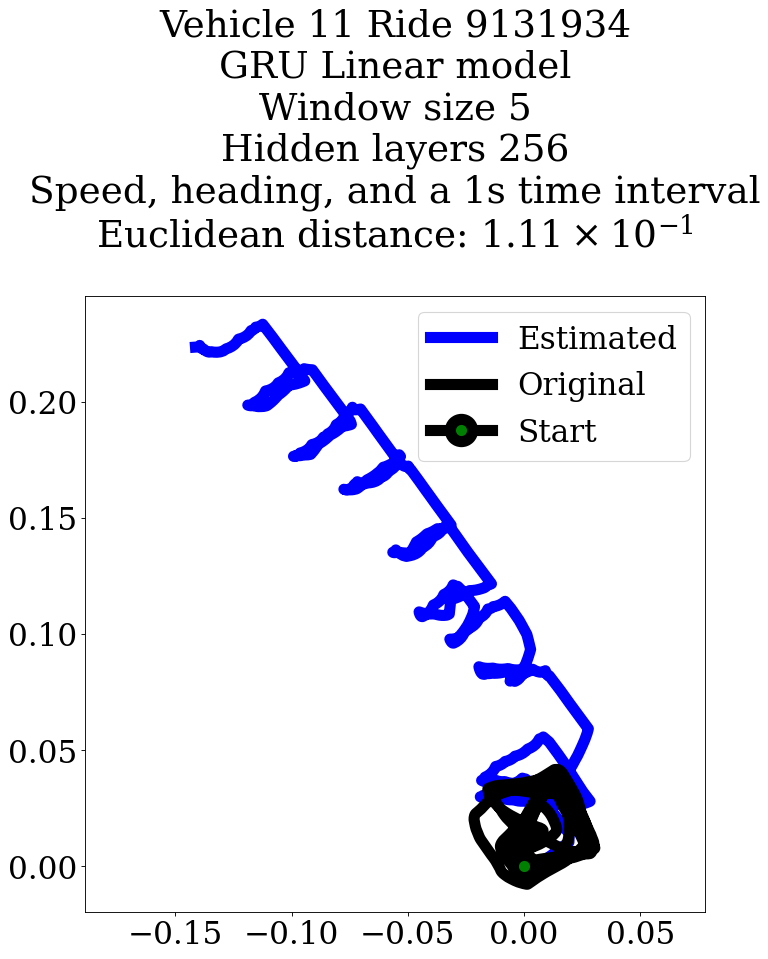 Vehicle 11 Ride 9131934
GRU Linear model
Window size 5
Hidden layers 256
Speed, heading, and a 1s time interval
Euclidean distance: 1.11 × 10⁻¹
Estimated
Original
Start
0.20
0.15
0.10
0.05
0.00
−0.15 −0.10 −0.05 0.00 0.05